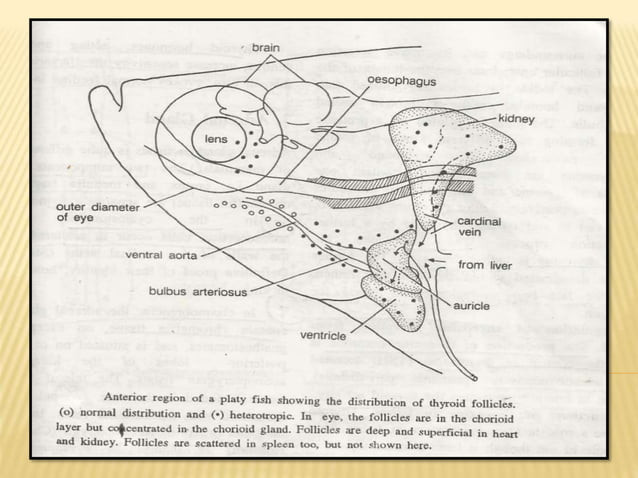 brain
oesophagus
kidney
lens
outer diameter
of eye
cardinal
vein
ventral aorta
from liver
bulbus arteriosus
auricle
ventricle
Anterior region of a platy fish showing the distribution of thyroid follicles.
(o) normal distribution and (•) heterotropic. In eye, the follicles are in the chorioid
layer but concentrated in the chorioid gland. Follicles are deep and superficial in heart
and kidney. Follicles are scattered in spleen too, but not shown here.